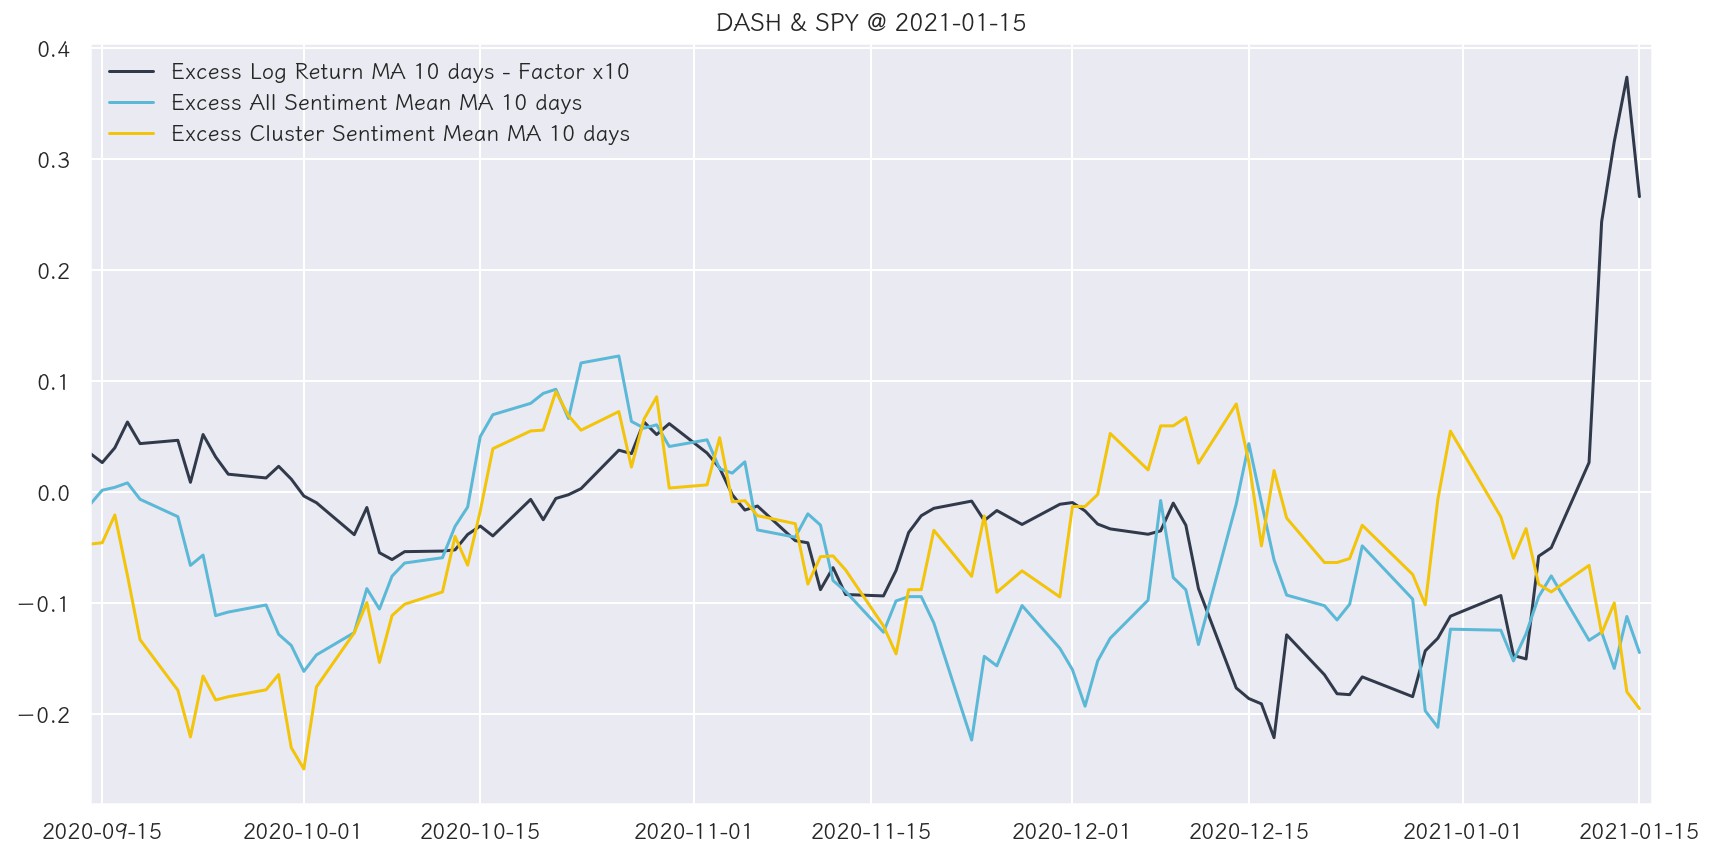 DASH & SPY @ 2021-01-15
0.4
0.3
0.2
0.1
0.0
−0.1
−0.2
Excess Log Return MA 10 days - Factor x10
Excess All Sentiment Mean MA 10 days
Excess Cluster Sentiment Mean MA 10 days
2020-09-15 2020-10-01 2020-10-15 2020-11-01 2020-11-15 2020-12-01 2020-12-15 2021-01-01 2021-01-15